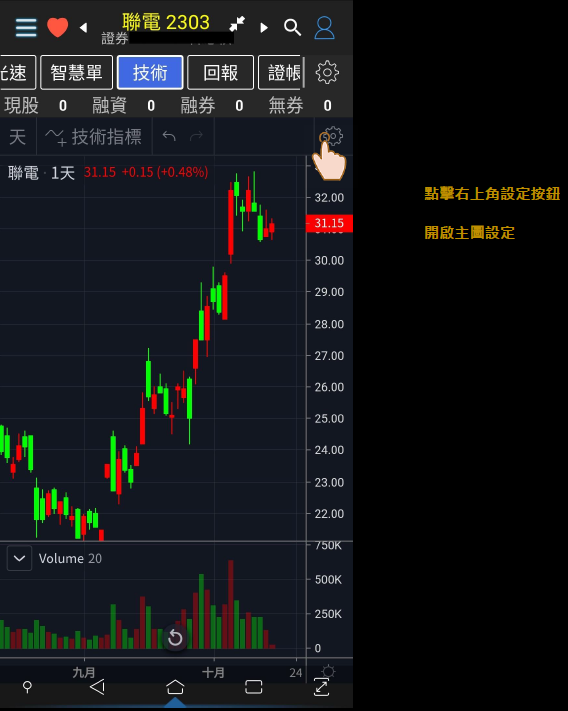 聯電 2303
證券
光速 智慧單 技術 回報 證帳
現股 0 融資 0 融券 0 無券 0
天 技術指標
聯電 · 1天 31.15 +0.15 (+0.48%)
點擊右上角設定按鈕
32.00
31.15
開啟主圖設定
30.00
29.00
28.00
27.00
26.00
25.00
24.00
23.00
22.00
750K
Volume 20
500K
250K
0
九月 十月 24